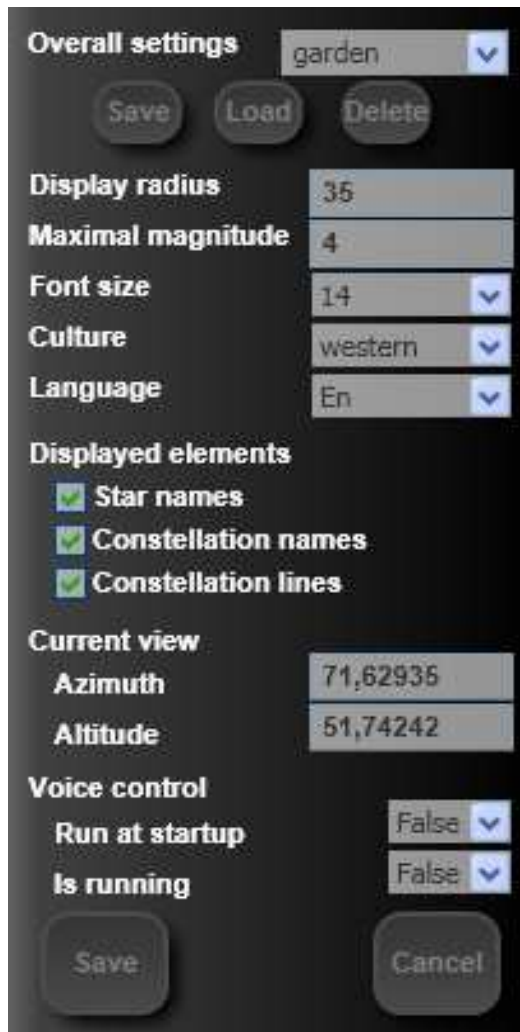 Overall settings garden
Save Load Delete
Display radius 35
Maximal magnitude 4
Font size 14
Culture western
Language En
Displayed elements
Star names
Constellation names
Constellation lines
Current view
Azimuth 71,62935
Altitude 51,74242
Voice control
Run at startup False
Is running False
Save Cancel